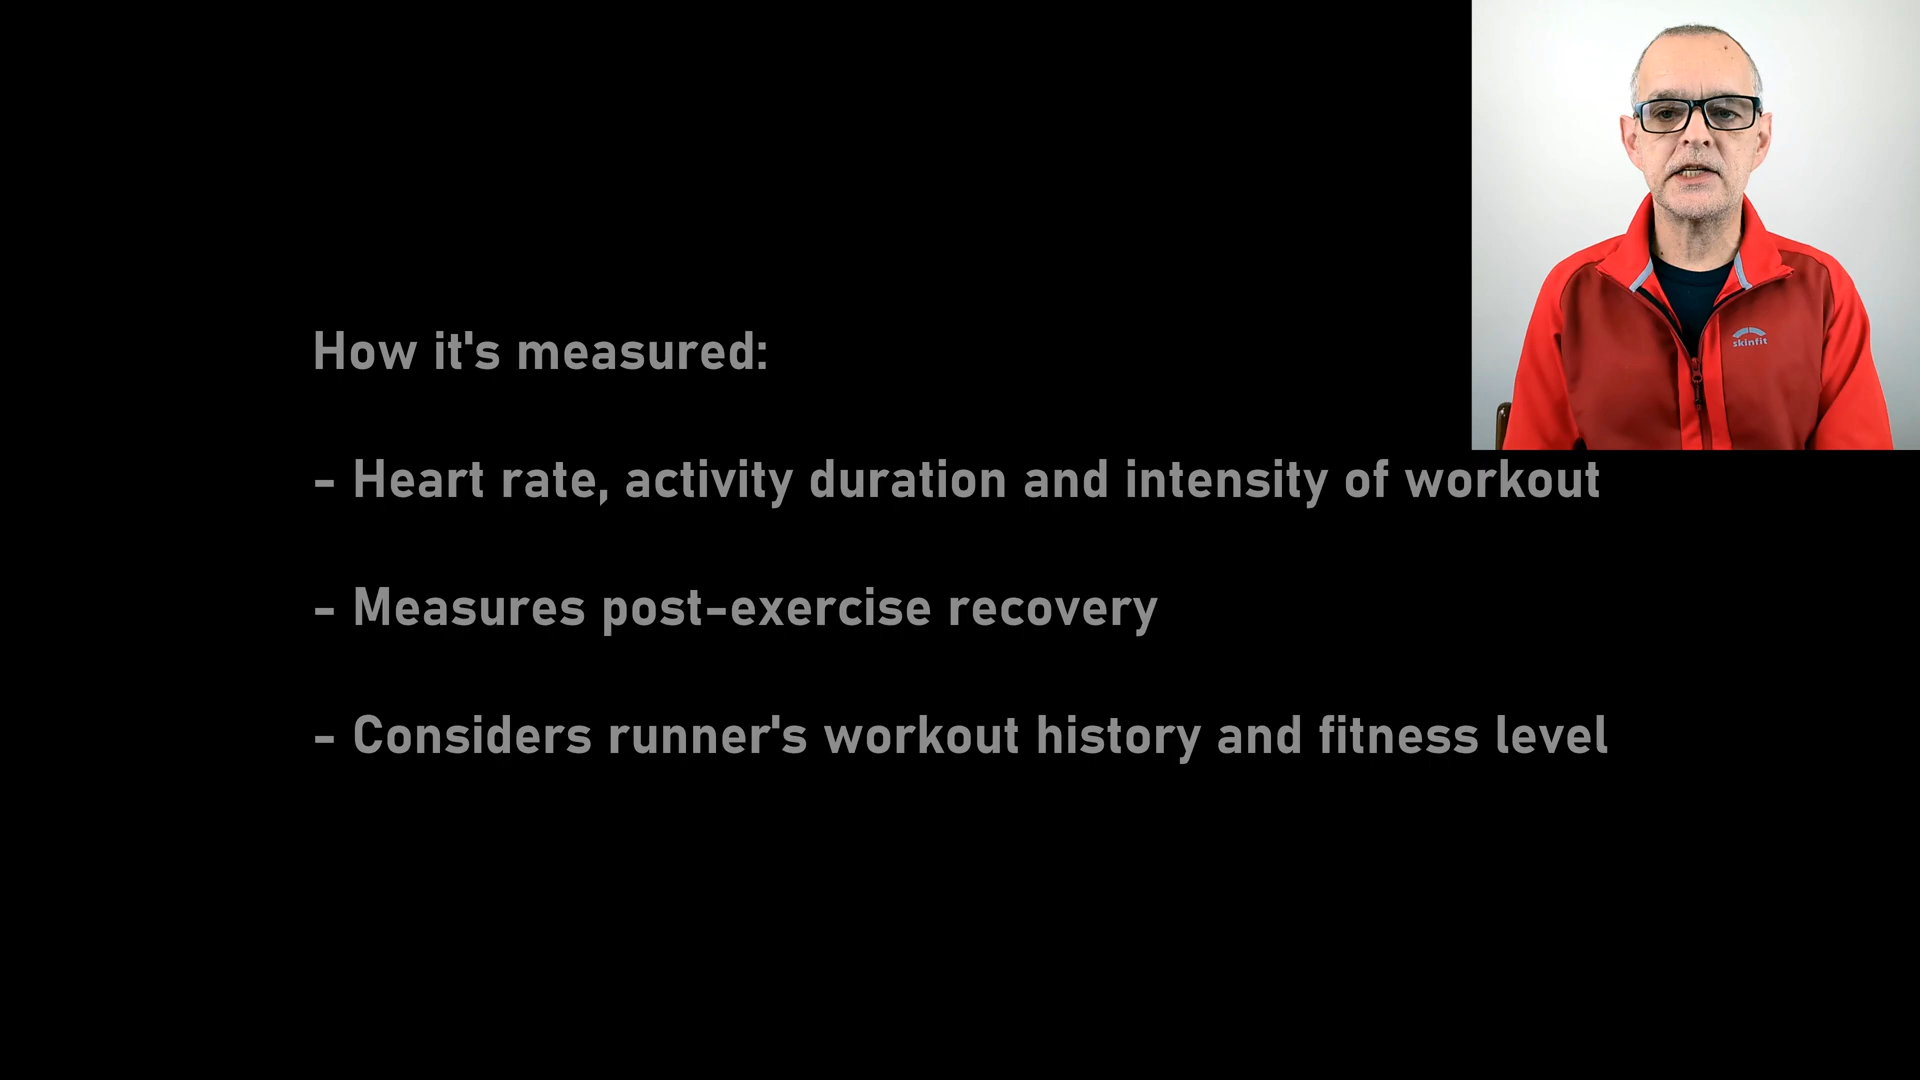 skinfit
How it's measured:
- Heart rate, activity duration and intensity of workout
- Measures post-exercise recovery
- Considers runner's workout history and fitness level